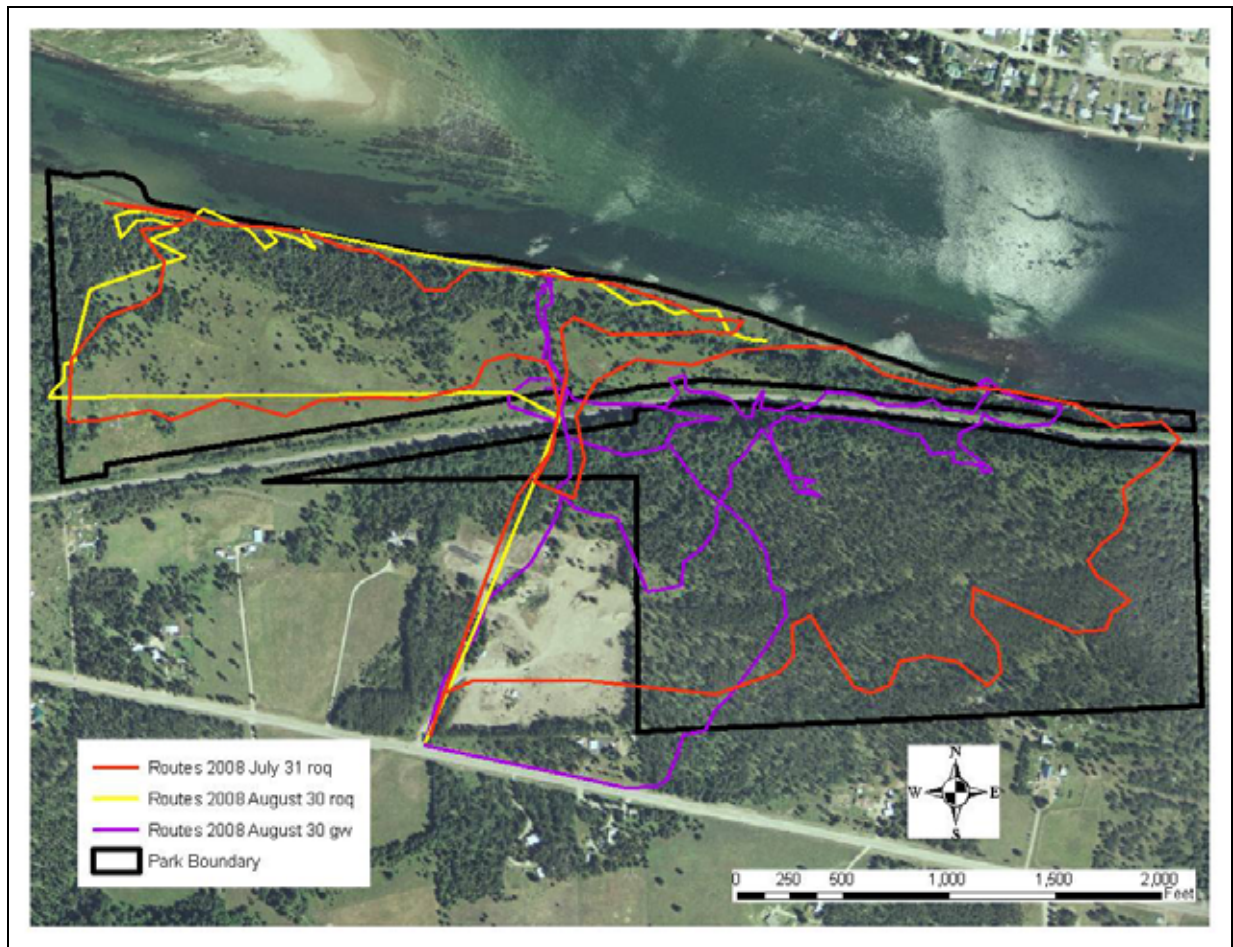 Routes 2008 July 31 roq
Routes 2008 August 30 roq
Routes 2008 August 30 gw
Park Boundary
N
W E
S
0 250 500 1,000 1,500 2,000
Feet